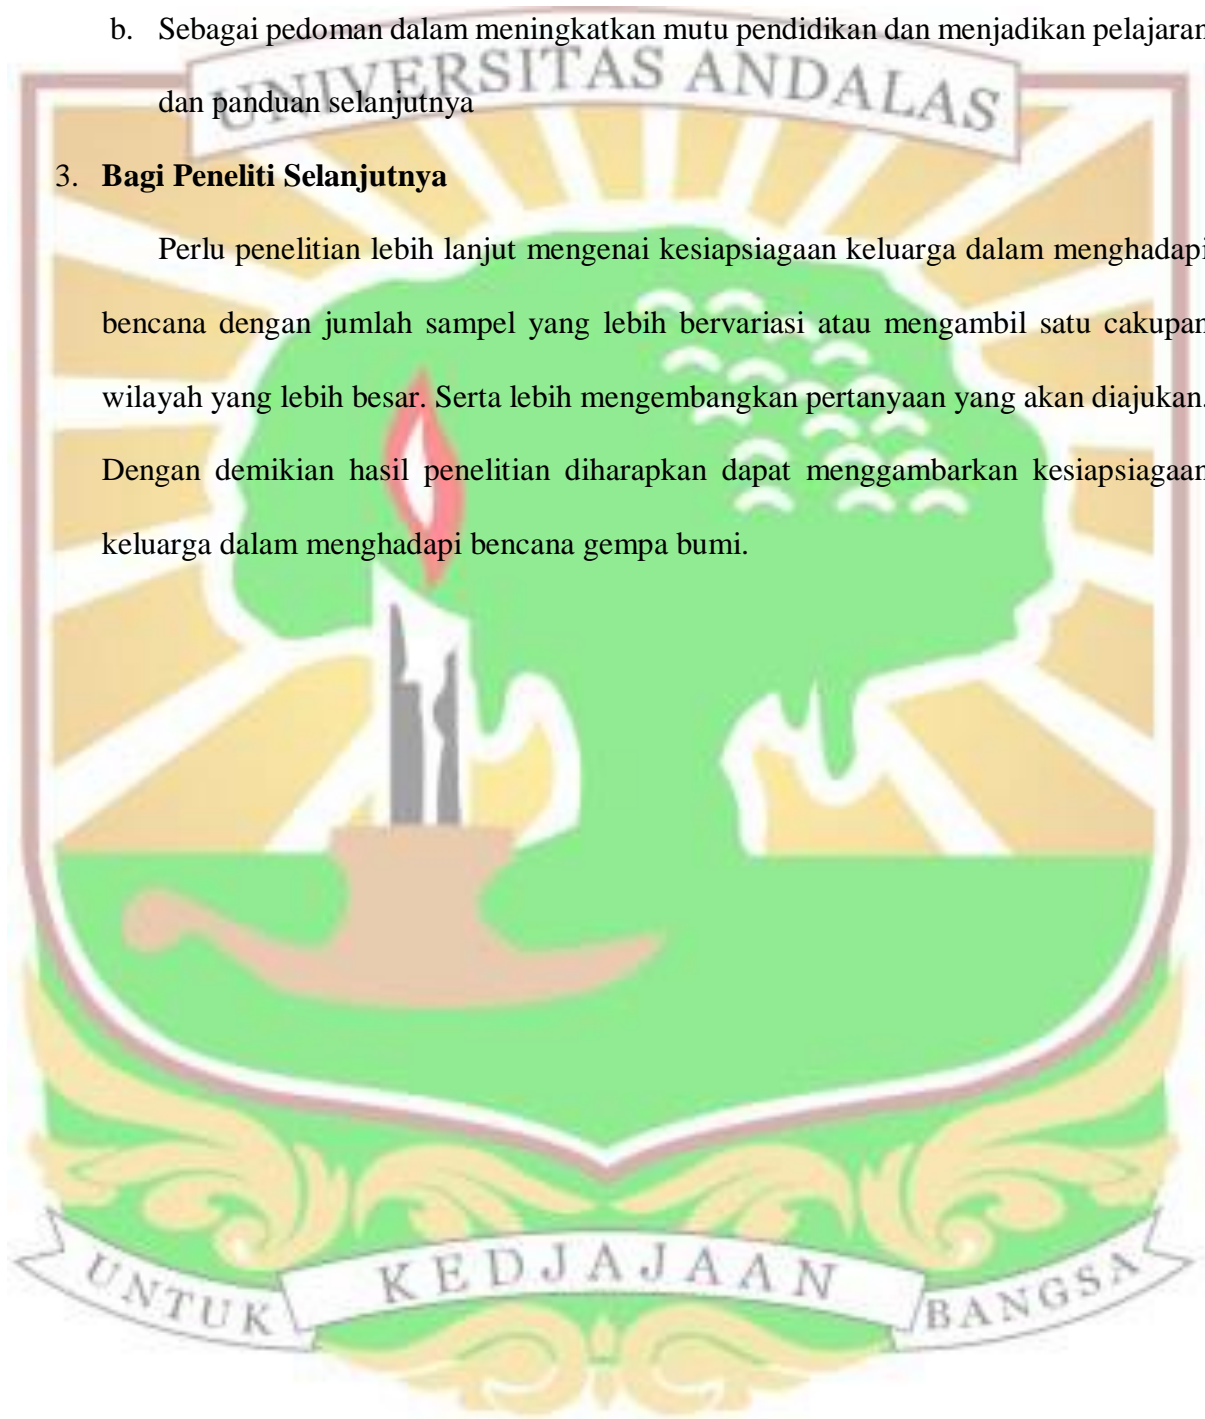 b. Sebagai pedoman dalam meningkatkan mutu pendidikan dan menjadikan pelajaran
UNIVERSITAS ANDALAS
dan panduan selanjutnya
3. Bagi Peneliti Selanjutnya
Perlu penelitian lebih lanjut mengenai kesiapsiagaan keluarga dalam menghadapi
bencana dengan jumlah sampel yang lebih bervariasi atau mengambil satu cakupan
wilayah yang lebih besar. Serta lebih mengembangkan pertanyaan yang akan diajukan.
Dengan demikian hasil penelitian diharapkan dapat menggambarkan kesiapsiagaan
keluarga dalam menghadapi bencana gempa bumi.
UNTUK KEDJAJAAN BANGSA